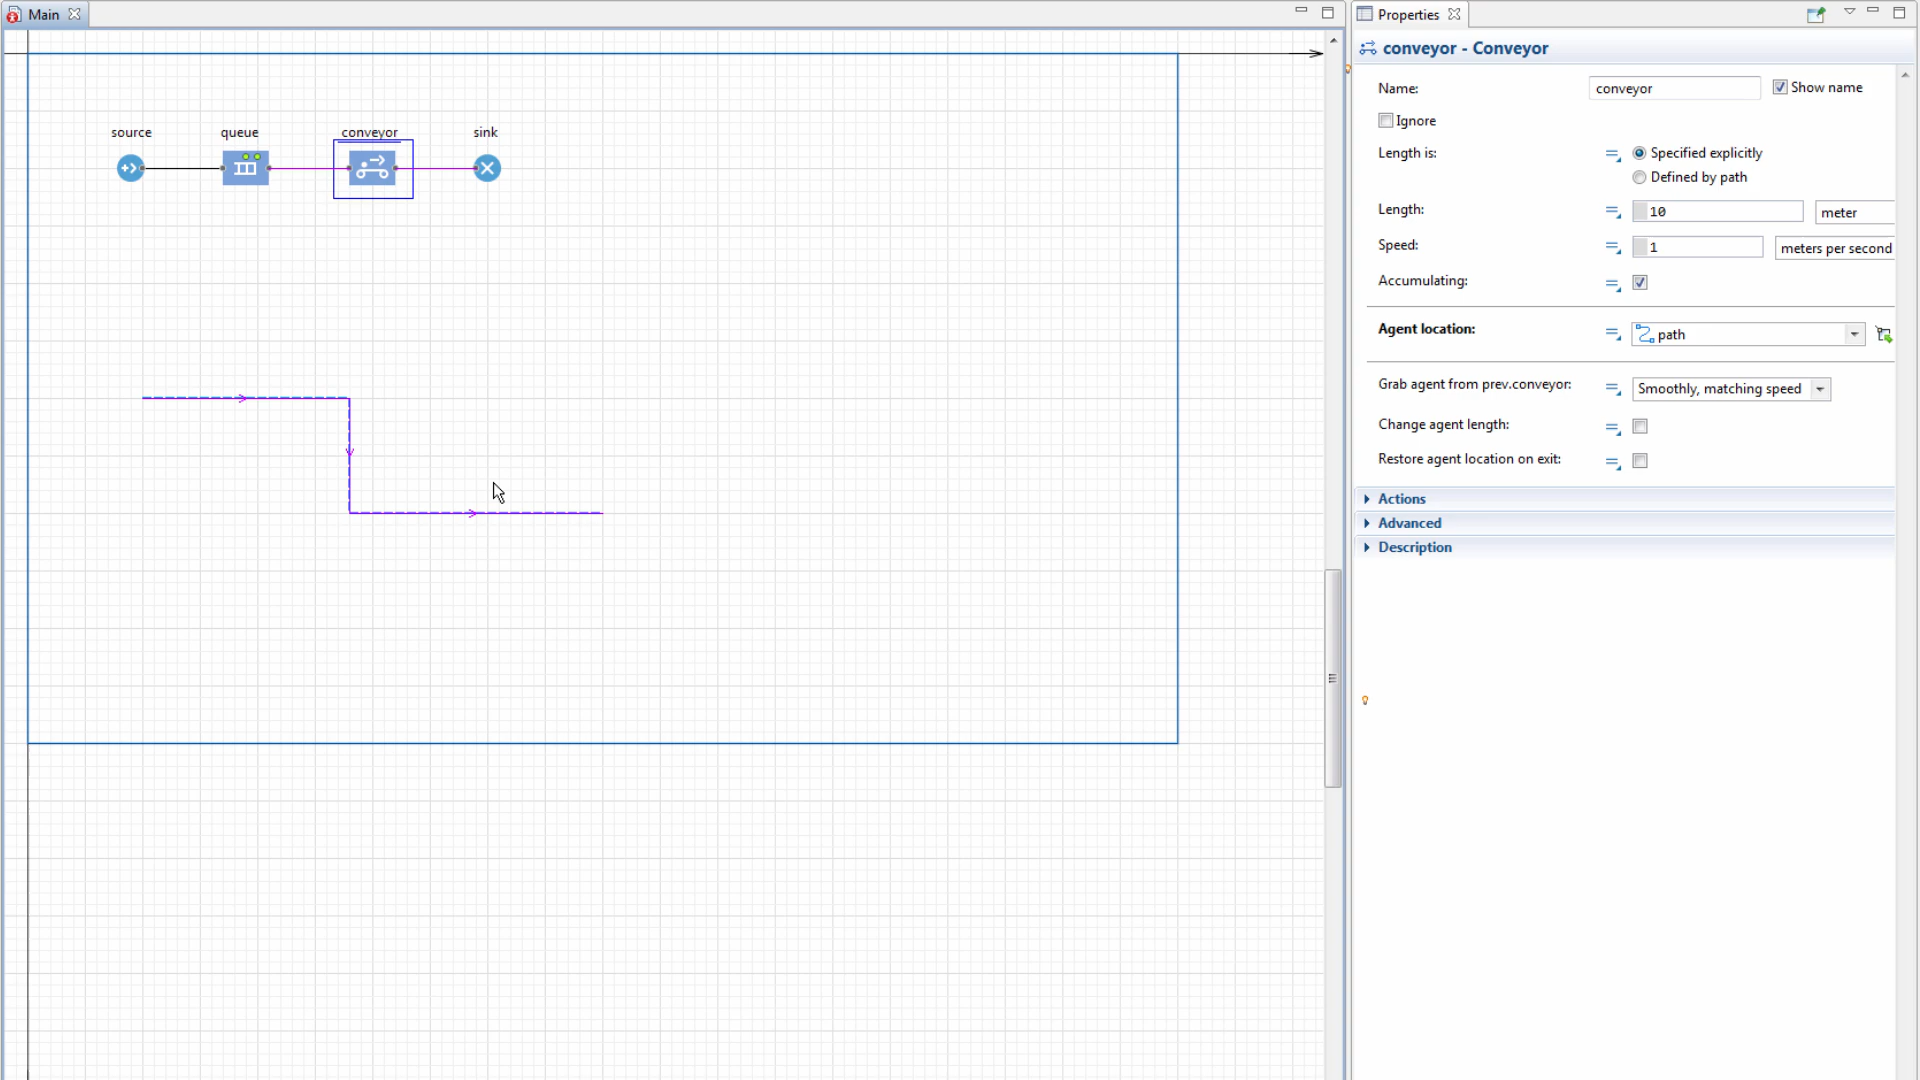 Main
Properties
conveyor - Conveyor
Name: conveyor Show name
Ignore
Length is: Specified explicitly
Defined by path
Length: 10 meter
Speed: 1 meters per second
Accumulating:
Agent location: path
Grab agent from prev.conveyor: Smoothly, matching speed
Change agent length:
Restore agent location on exit:
Actions
Advanced
Description
source queue conveyor sink